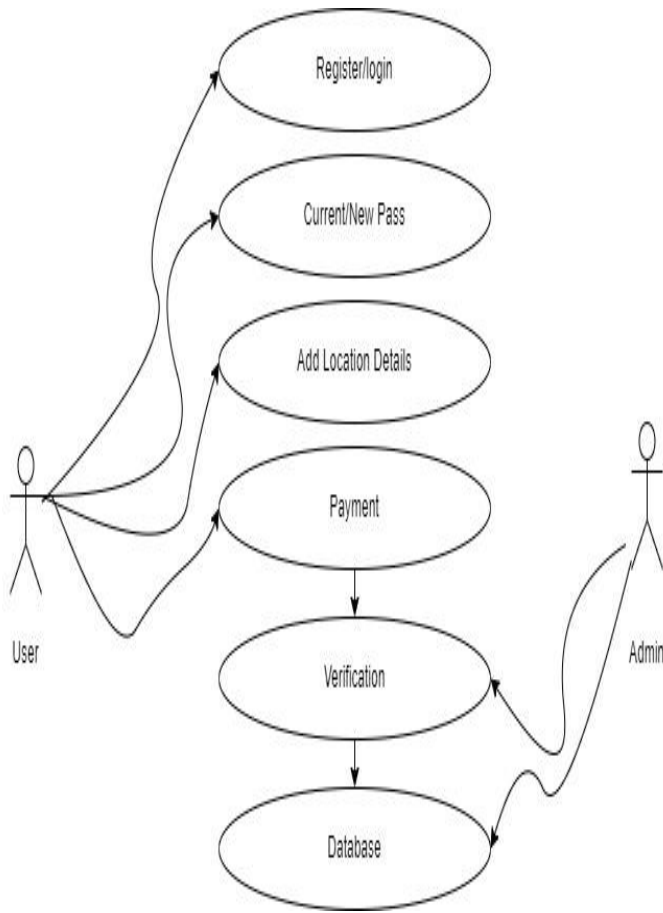 Register/login
Current/New Pass
Add Location Details
Payment
User
Admin
Verification
Database